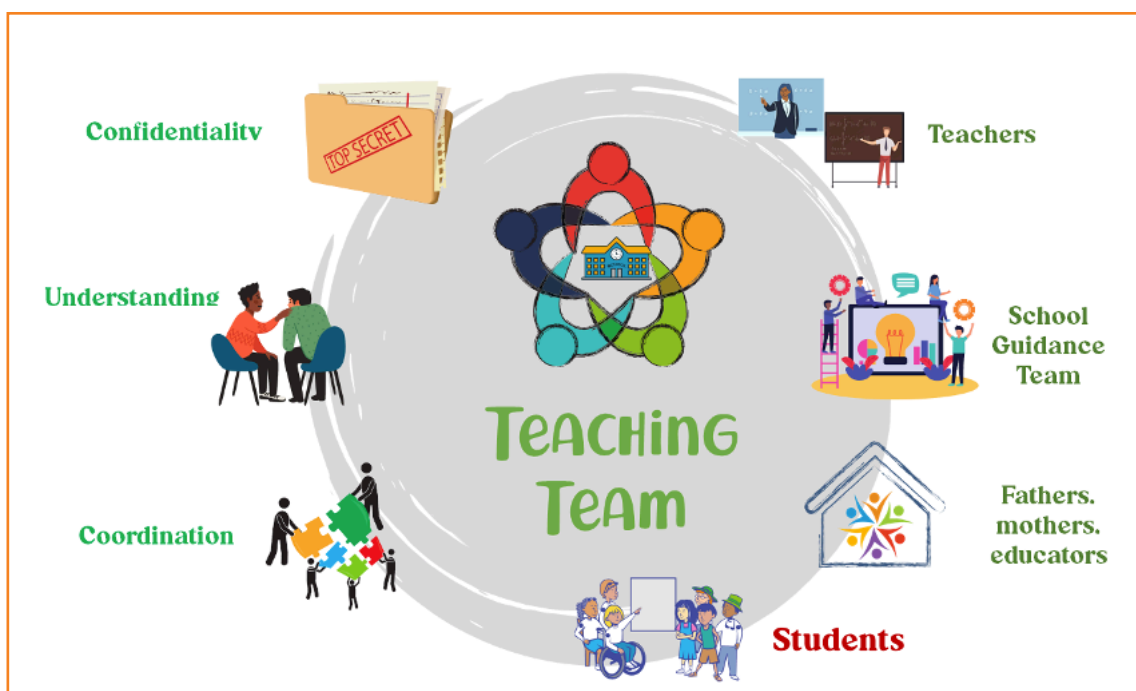 Confidentiality
TOP SECRET
Teachers
Understanding
School
Guidance
Team
TEACHING
TEAM
Coordination
Fathers.
mothers.
educators
Students